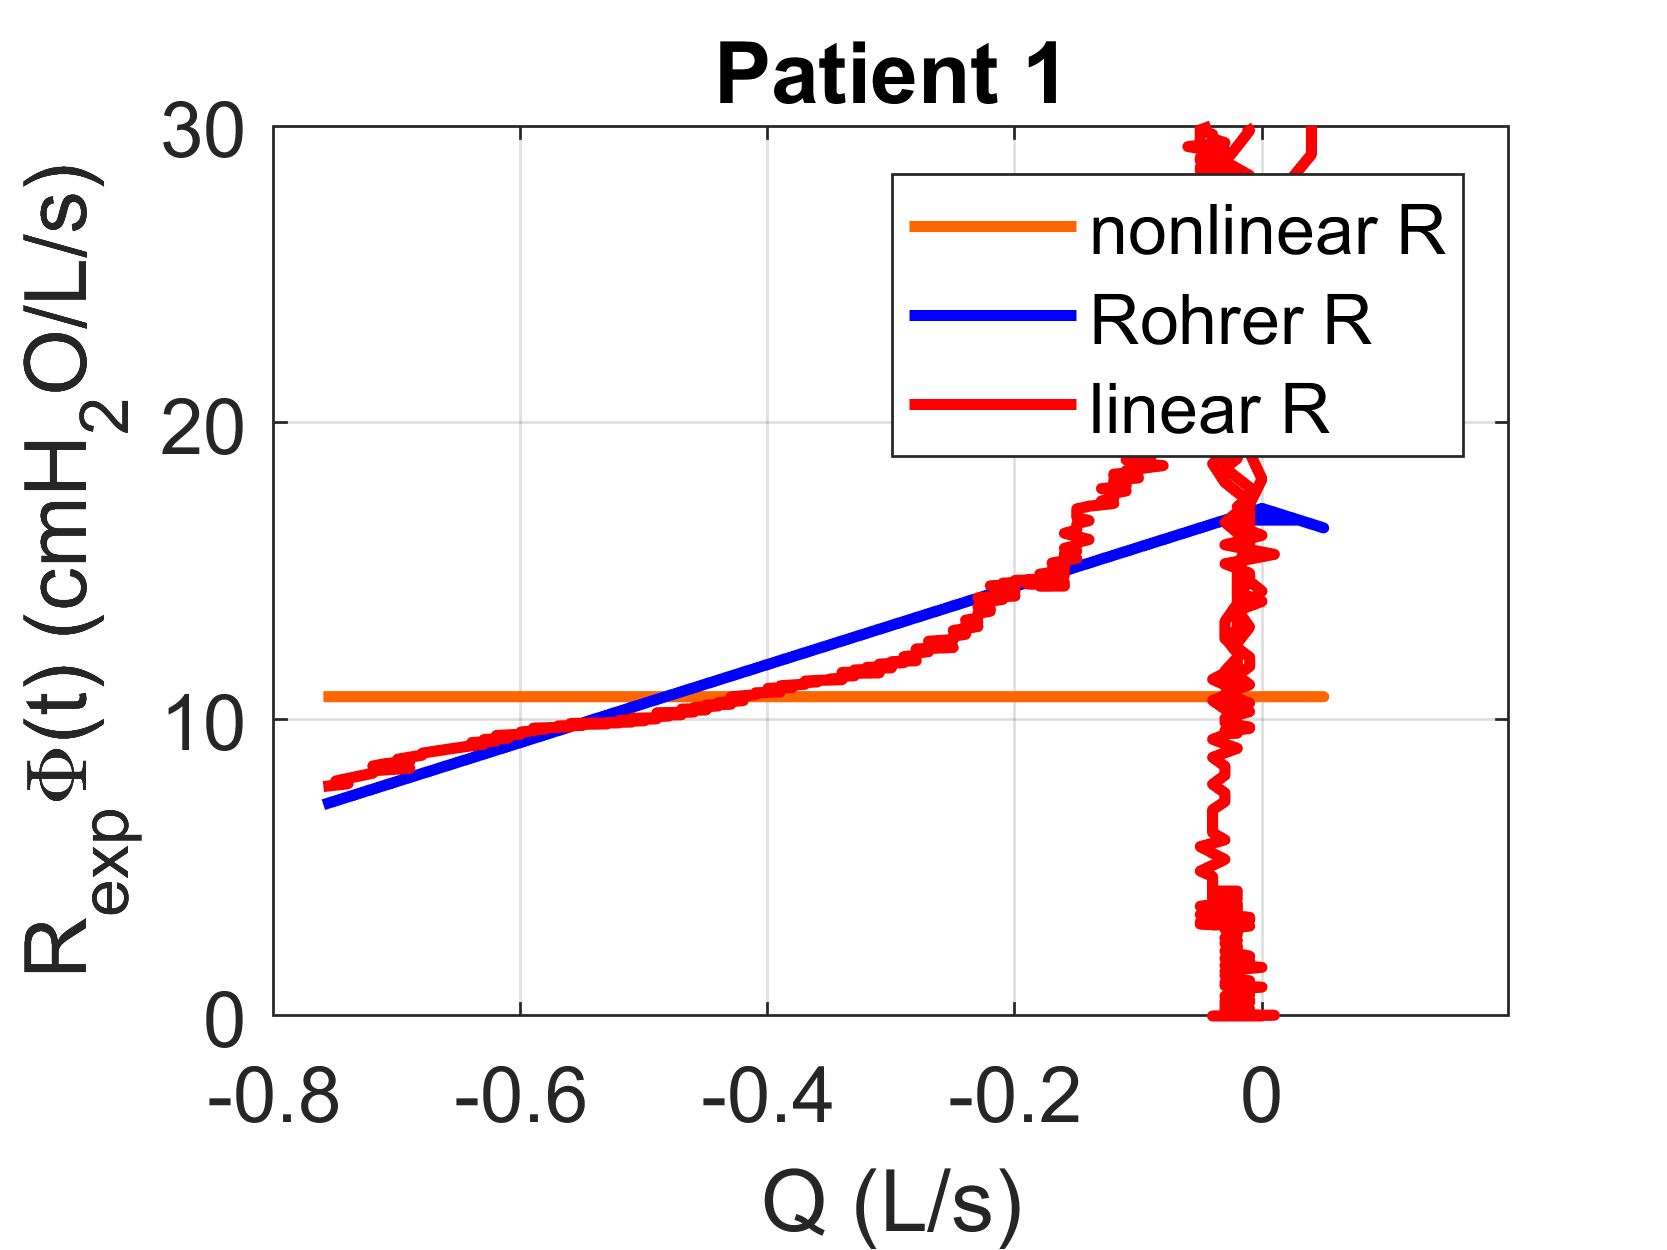 Patient 1
R_exp Φ(t) (cmH_2O/L/s)
30
20
10
0
nonlinear R
Rohrer R
linear R
-0.8 -0.6 -0.4 -0.2 0
Q (L/s)